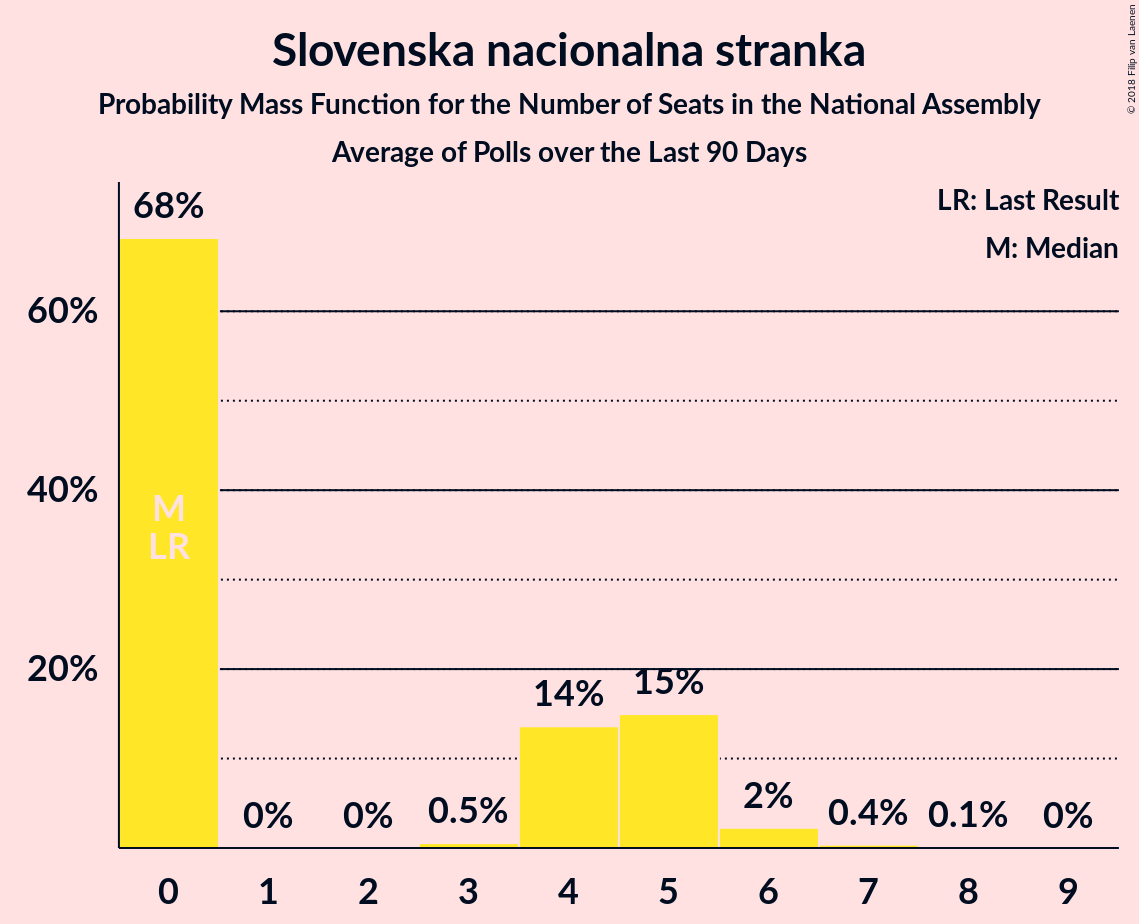 Slovenska nacionalna stranka
Probability Mass Function for the Number of Seats in the National Assembly
Average of Polls over the Last 90 Days
© 2018 Filip van Laenen
LR: Last Result
M: Median
68%
60%
40%
20%
M
LR
0%
0%
0.5%
14%
15%
2%
0.4%
0.1%
0%
0 1 2 3 4 5 6 7 8 9